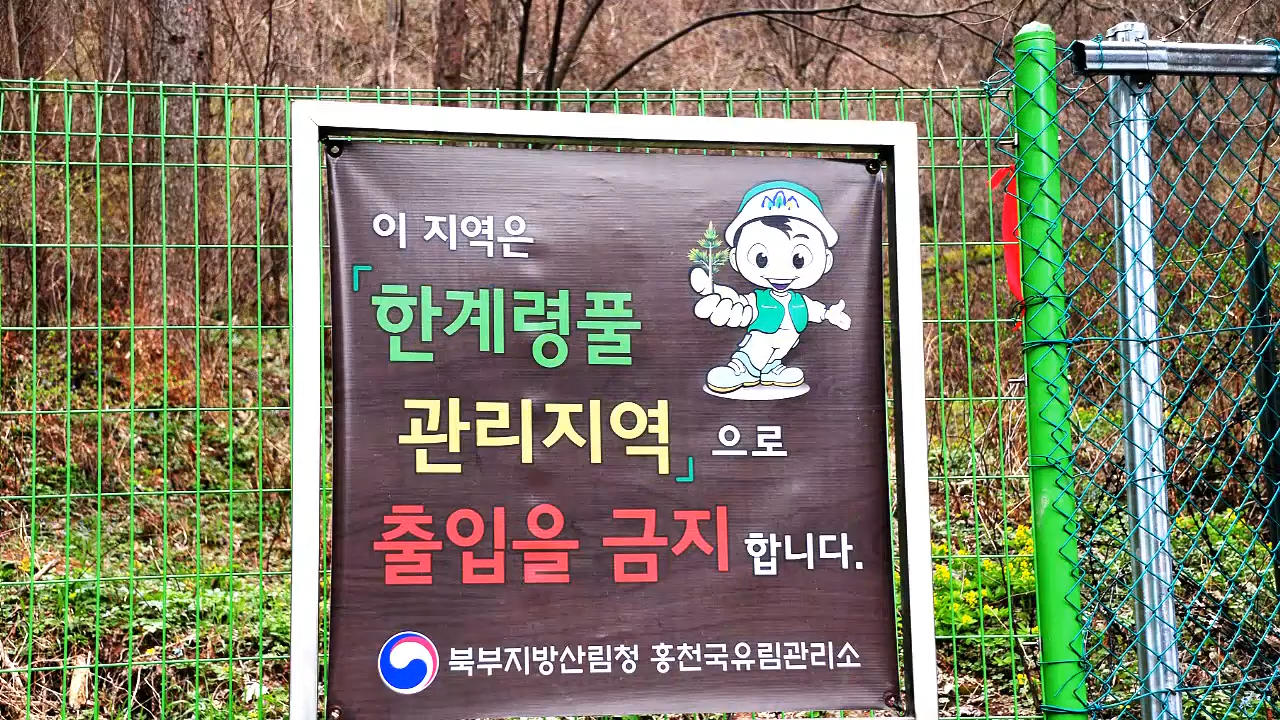 이 지역은
「한계령풀
관리지역」으로
출입을 금지합니다.
북부지방산림청 홍천국유림관리소